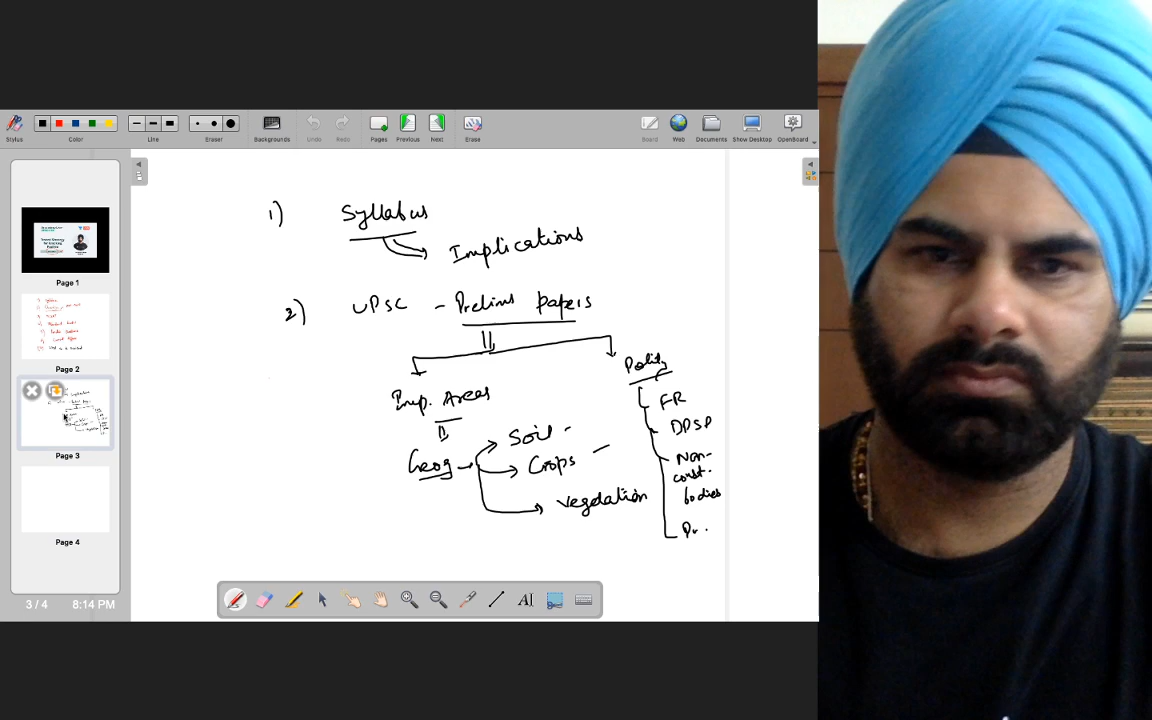 Stylus
Color
Line
Eraser
Backgrounds
Undo
Redo
Pages
Previous
Next
Erase
Board
Web
Documents
Show Desktop
OpenBoard
Page 1
Page 2
Page 3
Page 4
3 / 4
8:14 PM
1) Syllabus
Implications
2) UPSC - Prelims Papers
Imp. Areas
Geog
Soil -
Crops -
Vegetation
Polity
FR
DPSP
Non-
const.
bodies
Pr.
AI